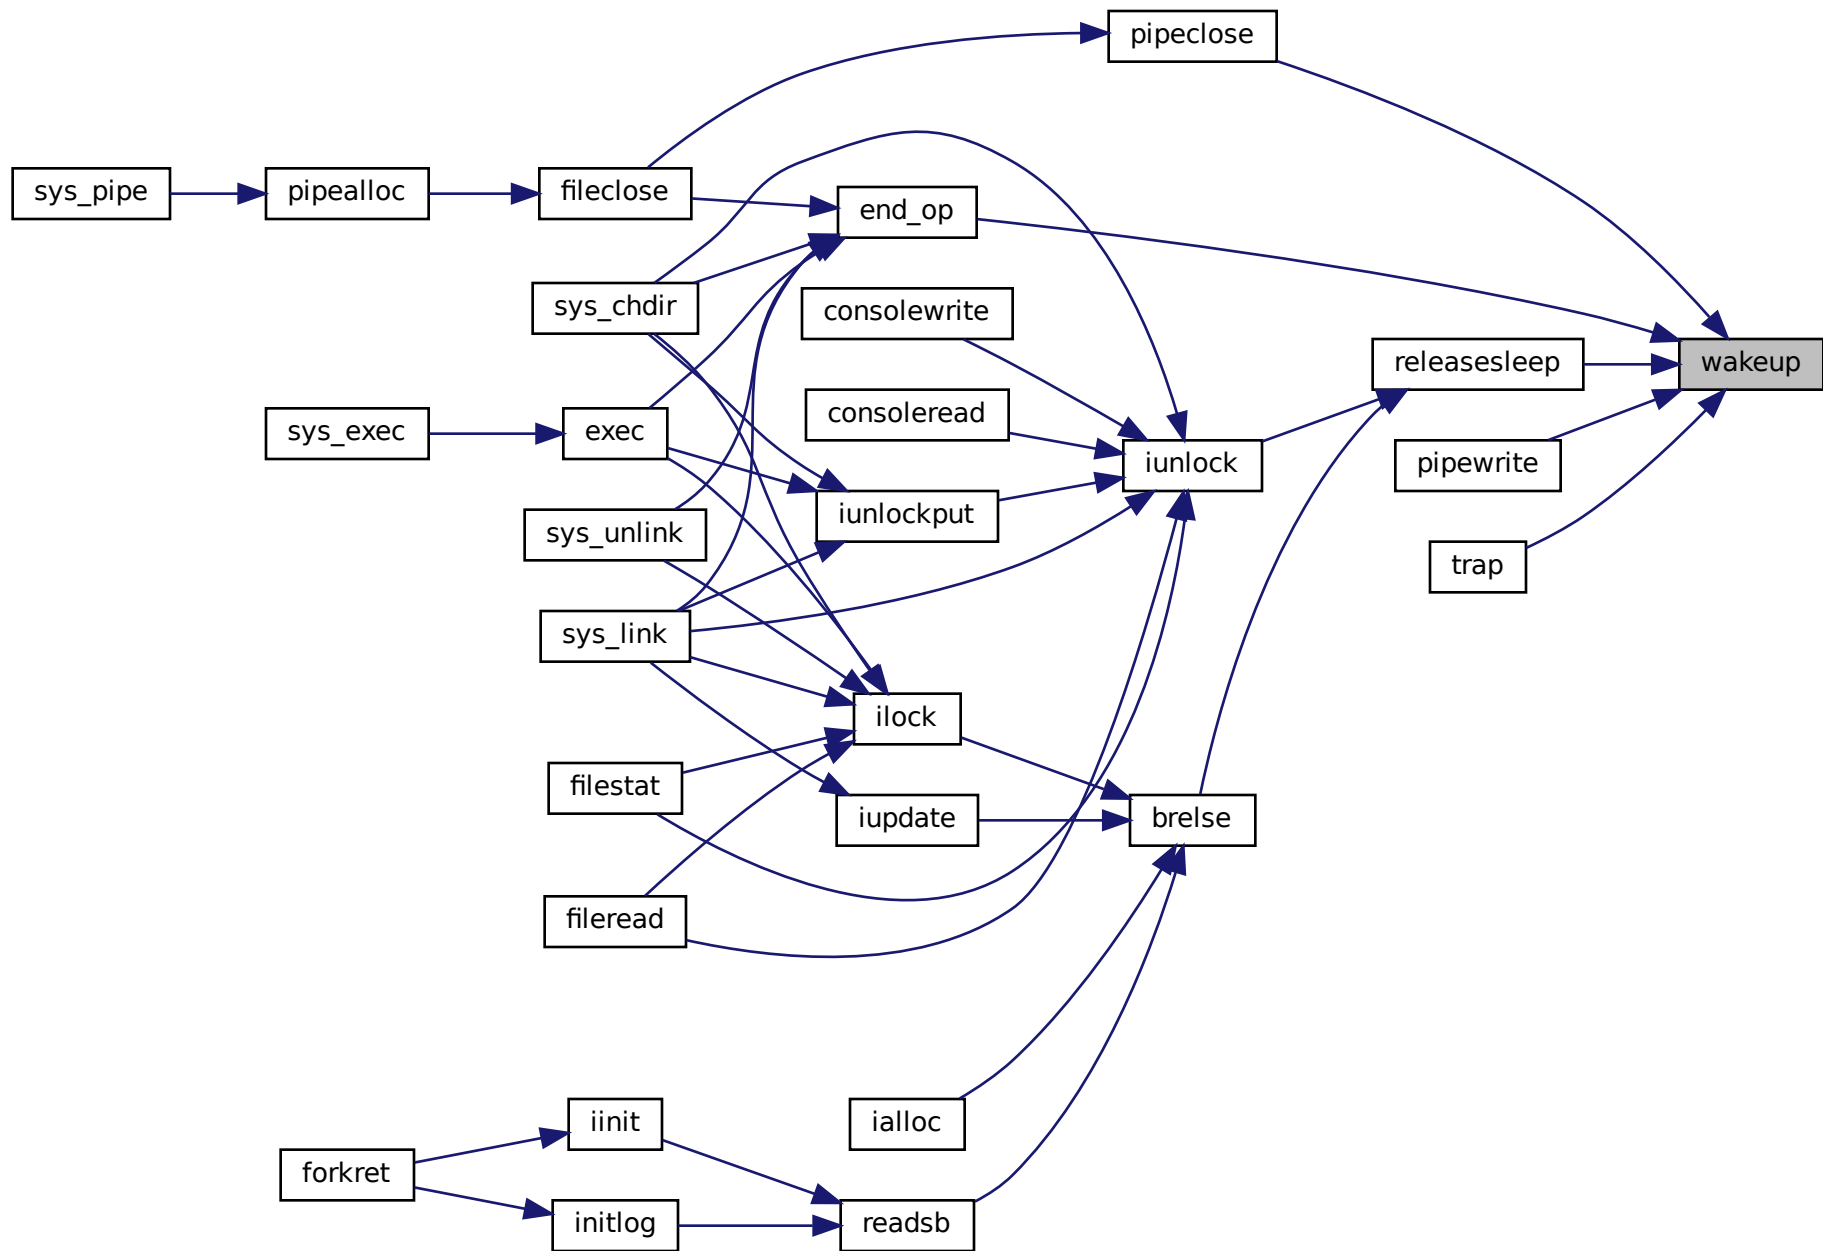 pipeclose
sys_pipe
pipealloc
fileclose
end_op
sys_chdir
consolewrite
releasesleep
wakeup
consoleread
sys_exec
exec
iunlock
pipewrite
iunlockput
sys_unlink
trap
sys_link
ilock
filestat
iupdate
brelse
fileread
iinit
ialloc
forkret
initlog
readsb